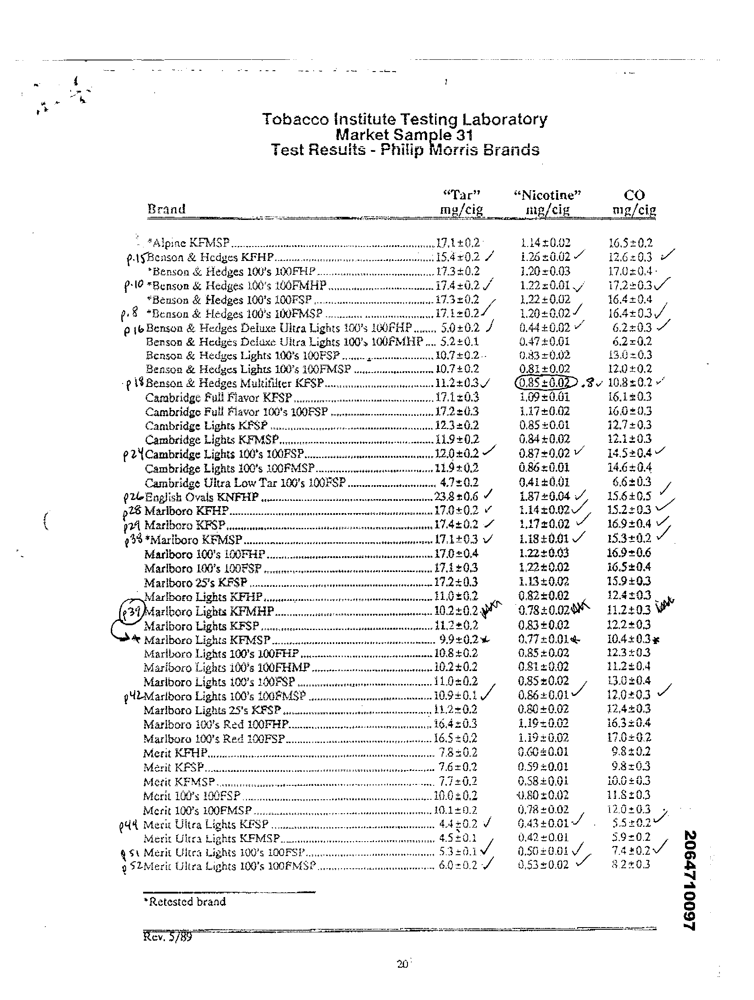 Tobacco Institute Testing Laboratory
Market Sample 31
Test Results - Philip Morris Brands
Brand "Tar" mg/cig "Nicotine" mg/cig CO mg/cig
*Alpine KFMSP 17.1±0.2 1.14±0.02 16.5±0.2
p.15 Benson & Hedges KFHP 15.4±0.2 ✓ 1.26±0.02 ✓ 12.6±0.3 ✓
*Benson & Hedges 100's 100FHP 17.3±0.2 1.20±0.03 17.0±0.4
p.10 *Benson & Hedges 100's 100FMHP 17.4±0.2 ✓ 1.22±0.01 ✓ 17.2±0.3 ✓
*Benson & Hedges 100's 100FSP 17.3±0.2 1.22±0.02 16.4±0.4
p.8 *Benson & Hedges 100's 100FMSP 17.1±0.2 ✓ 1.20±0.02 ✓ 16.4±0.3 ✓
p16 Benson & Hedges Deluxe Ultra Lights 100's 100FHP 5.0±0.2 ✓ 0.44±0.02 ✓ 6.2±0.3 ✓
Benson & Hedges Deluxe Ultra Lights 100's 100FMHP 5.2±0.1 0.47±0.01 6.2±0.2
Benson & Hedges Lights 100's 100FSP 10.7±0.2 0.83±0.02 13.0±0.3
Benson & Hedges Lights 100's 100FMSP 10.7±0.2 0.81±0.02 12.0±0.2
p18 Benson & Hedges Multifilter KFSP 11.2±0.3 ✓ 0.85±0.02 .8 ✓ 10.8±0.2 ✓
Cambridge Full Flavor KFSP 17.1±0.3 1.09±0.01 16.1±0.3
Cambridge Full Flavor 100's 100FSP 17.2±0.3 1.17±0.02 16.0±0.3
Cambridge Lights KFSP 12.3±0.2 0.85±0.01 12.7±0.3
Cambridge Lights KFMSP 11.9±0.2 0.84±0.02 12.1±0.3
p24 Cambridge Lights 100's 100FSP 12.0±0.2 ✓ 0.87±0.02 ✓ 14.5±0.4 ✓
Cambridge Lights 100's 100FMSP 11.9±0.2 0.86±0.01 14.6±0.4
Cambridge Ultra Low Tar 100's 100FSP 4.7±0.2 0.41±0.01 6.6±0.3
p26 English Ovals KNFHP 23.8±0.6 ✓ 1.87±0.04 ✓ 15.6±0.5 ✓
p28 Marlboro KFHP 17.0±0.2 ✓ 1.14±0.02 ✓ 15.2±0.3 ✓
p29 Marlboro KFSP 17.4±0.2 ✓ 1.17±0.02 ✓ 16.9±0.4 ✓
p38 *Marlboro KFMSP 17.1±0.3 ✓ 1.18±0.01 ✓ 15.3±0.2 ✓
Marlboro 100's 100FHP 17.0±0.4 1.22±0.03 16.9±0.6
Marlboro 100's 100FSP 17.1±0.3 1.22±0.02 16.5±0.4
Marlboro 25's KFSP 17.2±0.3 1.13±0.02 15.9±0.3
Marlboro Lights KFHP 11.0±0.2 0.82±0.02 12.4±0.3
p39 Marlboro Lights KFMHP 10.2±0.2 0.78±0.02 11.2±0.3
Marlboro Lights KFSP 11.2±0.2 0.83±0.02 12.2±0.3
* Marlboro Lights KFMSP 9.9±0.2 * 0.77±0.01 * 10.4±0.3 *
Marlboro Lights 100's 100FHP 10.8±0.2 0.85±0.02 12.3±0.3
Marlboro Lights 100's 100FHMP 10.2±0.2 0.81±0.02 11.2±0.4
Marlboro Lights 100's 100FSP 11.0±0.2 0.85±0.02 13.0±0.4
p42 Marlboro Lights 100's 100FMSP 10.9±0.1 ✓ 0.86±0.01 ✓ 12.0±0.3 ✓
Marlboro Lights 25's KFSP 11.2±0.2 0.80±0.02 12.4±0.3
Marlboro 100's Red 100FHP 16.4±0.3 1.19±0.02 16.3±0.4
Marlboro 100's Red 100FSP 16.5±0.2 1.19±0.02 17.0±0.2
Merit KFHP 7.8±0.2 0.60±0.01 9.8±0.2
Merit KFSP 7.6±0.2 0.59±0.01 9.8±0.3
Merit KFMSP 7.7±0.2 0.58±0.01 10.0±0.3
Merit 100's 100FSP 10.0±0.2 0.80±0.02 11.8±0.3
Merit 100's 100FMSP 10.1±0.2 0.78±0.02 12.0±0.3
p44 Merit Ultra Lights KFSP 4.4±0.2 ✓ 0.43±0.01 ✓ 5.5±0.2 ✓
Merit Ultra Lights KFMSP 4.5±0.1 0.42±0.01 5.9±0.2
p51 Merit Ultra Lights 100's 100FSP 5.3±0.1 ✓ 0.50±0.01 ✓ 7.4±0.2 ✓
p52 Merit Ultra Lights 100's 100FMSP 6.0±0.2 ✓ 0.53±0.02 ✓ 8.2±0.3
*Retested brand
Rev. 5/89
20
2064710097